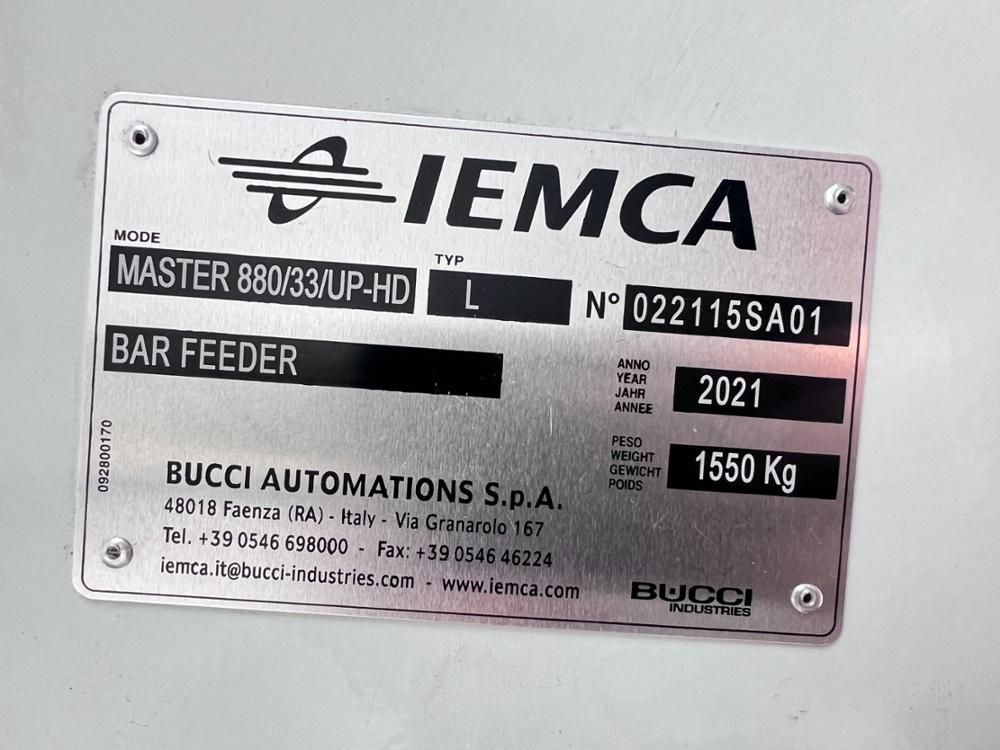 IEMCA
MODE
MASTER 880/33/UP-HD
TYP
L
Nº 022115SA01
BAR FEEDER
ANNO
YEAR
JAHR
ANNEE
2021
PESO
WEIGHT
GEWICHT
POIDS
1550 Kg
092800170
BUCCI AUTOMATIONS S.p.A.
48018 Faenza (RA) - Italy - Via Granarolo 167
Tel. +39 0546 698000 - Fax: +39 0546 46224
iemca.it@bucci-industries.com - www.iemca.com
BUCCI
INDUSTRIES